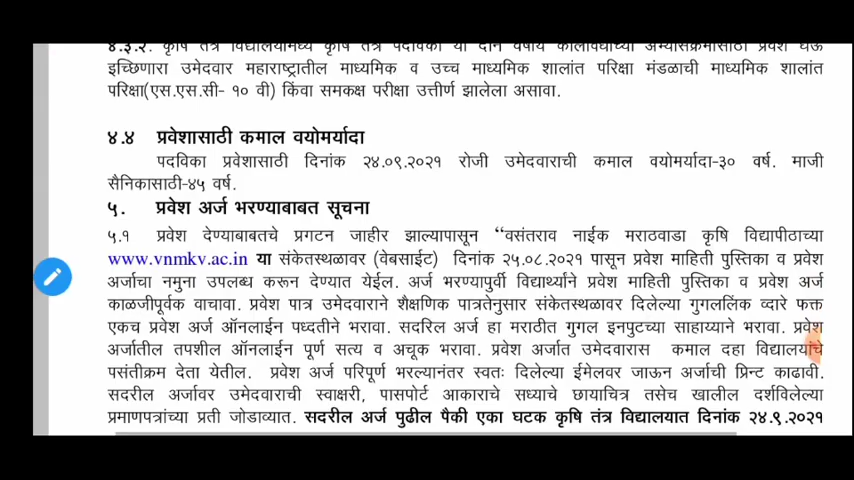 ४.३.२ कृषि तंत्र विद्यालयामध्ये कृषि तंत्र पदविका या दोन वर्षीय कालावधीच्या अभ्यासक्रमासाठी प्रवेश घेऊ
इच्छिणारा उमेदवार महाराष्ट्रातील माध्यमिक व उच्च माध्यमिक शालांत परिक्षा मंडळाची माध्यमिक शालांत
परिक्षा(एस.एस.सी- १० वी) किंवा समकक्ष परीक्षा उत्तीर्ण झालेला असावा.
४.४ प्रवेशासाठी कमाल वयोमर्यादा
पदविका प्रवेशासाठी दिनांक २४.०९.२०२१ रोजी उमेदवाराची कमाल वयोमर्यादा-३० वर्ष. माजी
सैनिकासाठी-४५ वर्ष.
५. प्रवेश अर्ज भरण्याबाबत सूचना
५.१ प्रवेश देण्याबाबतचे प्रगटन जाहीर झाल्यापासून “वसंतराव नाईक मराठवाडा कृषि विद्यापीठाच्या
www.vnmkv.ac.in या संकेतस्थळावर (वेबसाईट) दिनांक २५.०८.२०२१ पासून प्रवेश माहिती पुस्तिका व प्रवेश
अर्जाचा नमुना उपलब्ध करून देण्यात येईल. अर्ज भरण्यापुर्वी विद्यार्थ्याने प्रवेश माहिती पुस्तिका व प्रवेश अर्ज
काळजीपूर्वक वाचावा. प्रवेश पात्र उमेदवाराने शैक्षणिक पात्रतेनुसार संकेतस्थळावर दिलेल्या गुगललिंक व्दारे फक्त
एकच प्रवेश अर्ज ऑनलाईन पध्दतीने भरावा. सदरिल अर्ज हा मराठीत गुगल इनपुटच्या साहाय्याने भरावा. प्रवेश
अर्जातील तपशील ऑनलाईन पूर्ण सत्य व अचूक भरावा. प्रवेश अर्जात उमेदवारास कमाल दहा विद्यालयांचे
पसंतीक्रम देता येतील. प्रवेश अर्ज परिपूर्ण भरल्यानंतर स्वतः दिलेल्या ईमेलवर जाऊन अर्जाची प्रिन्ट काढावी.
सदरील अर्जावर उमेदवाराची स्वाक्षरी, पासपोर्ट आकाराचे सध्याचे छायाचित्र तसेच खालील दर्शविलेल्या
प्रमाणपत्रांच्या प्रती जोडाव्यात. सदरील अर्ज पुढील पैकी एका घटक कृषि तंत्र विद्यालयात दिनांक २४.९.२०२१